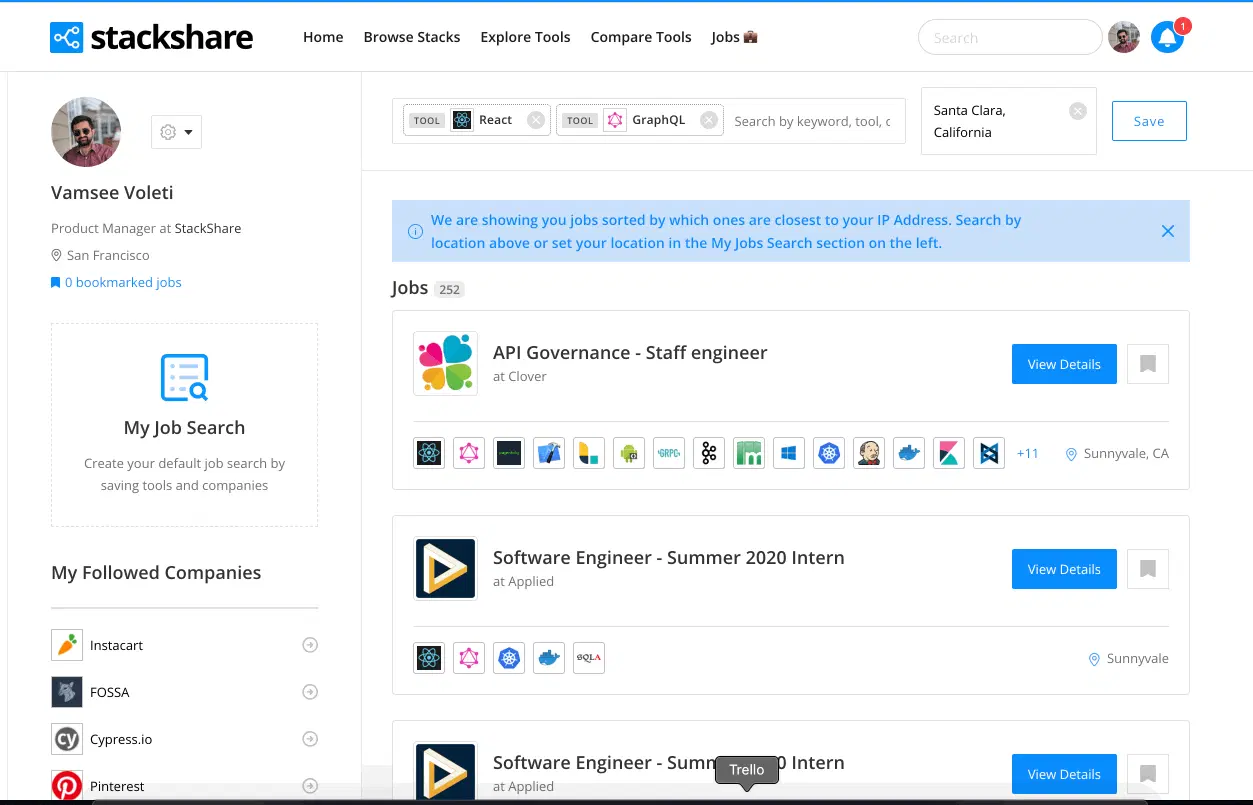 stackshare
Home Browse Stacks Explore Tools Compare Tools Jobs
Search
1
Vamsee Voleti
Product Manager at StackShare
San Francisco
0 bookmarked jobs
My Job Search
Create your default job search by
saving tools and companies
My Followed Companies
Instacart
FOSSA
cy Cypress.io
Pinterest
TOOL React TOOL GraphQL Search by keyword, tool, c
Santa Clara,
California
Save
We are showing you jobs sorted by which ones are closest to your IP Address. Search by
location above or set your location in the My Jobs Search section on the left.
Jobs 252
API Governance - Staff engineer
at Clover
View Details
GRPC
+11 Sunnyvale, CA
Software Engineer - Summer 2020 Intern
at Applied
View Details
SQLA
Sunnyvale
Software Engineer - Summ 0 Intern
at Applied
View Details
Trello